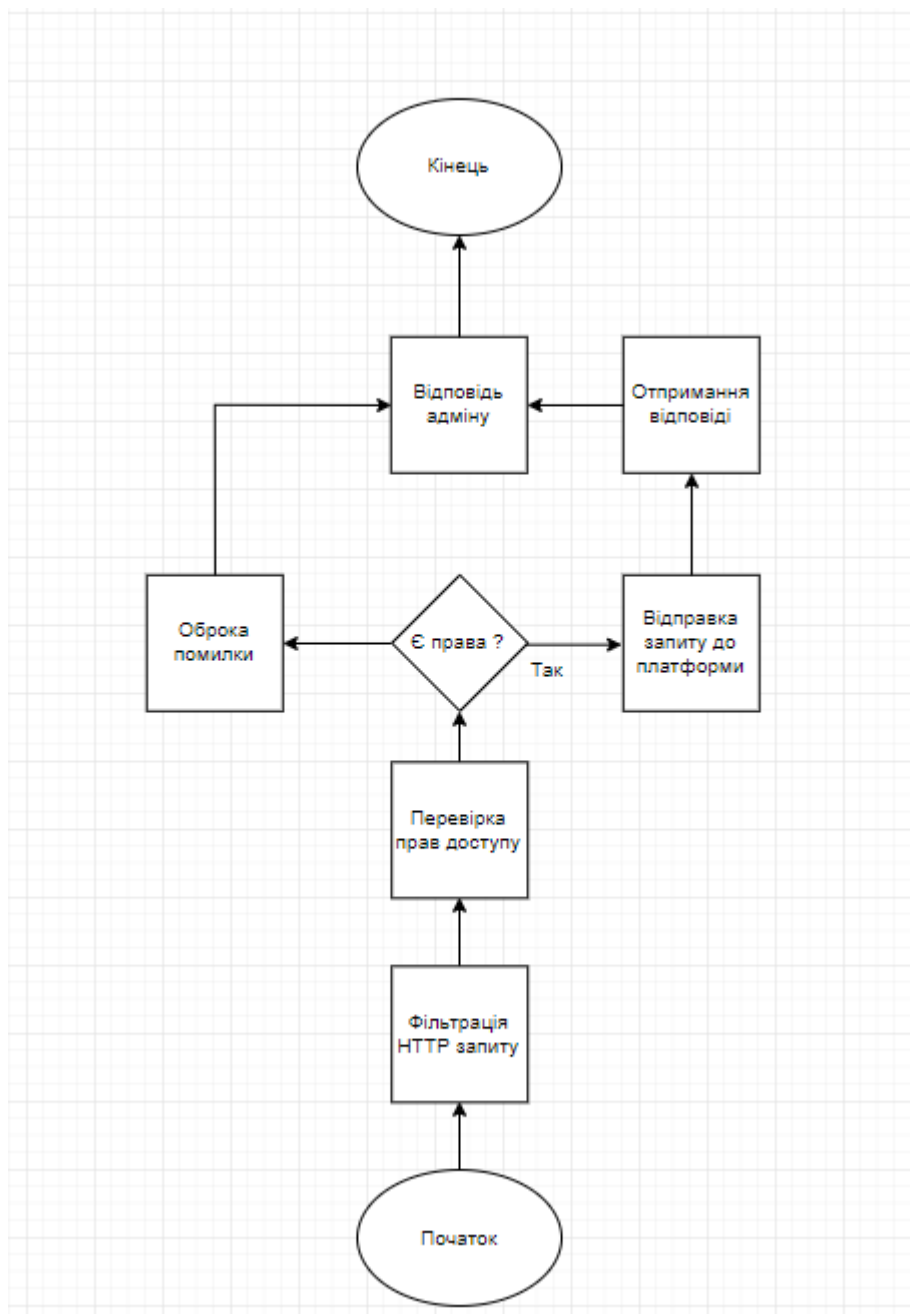 Кінець
Відповідь
адміну
Отпримання
відповіді
Оброка
помилки
Є права ?
Так
Відправка
запиту до
платформи
Перевірка
прав доступу
Фільтрація
HTTP запиту
Початок